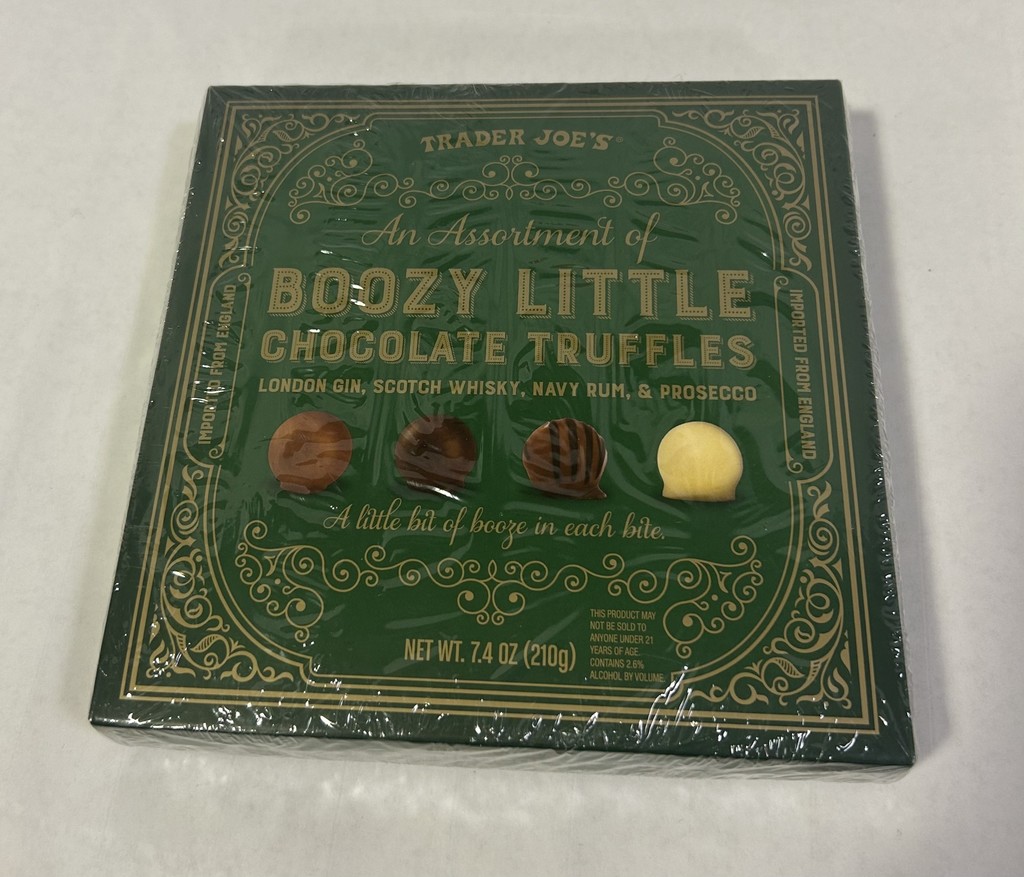 TRADER JOE'S®
An Assortment of
BOOZY LITTLE
CHOCOLATE TRUFFLES
LONDON GIN, SCOTCH WHISKY, NAVY RUM, & PROSECCO
IMPORTED FROM ENGLAND
IMPORTED FROM ENGLAND
A little bit of booze in each bite.
NET WT. 7.4 OZ (210g)
THIS PRODUCT MAY
NOT BE SOLD TO
ANYONE UNDER 21
YEARS OF AGE.
CONTAINS 2.6%
ALCOHOL BY VOLUME.